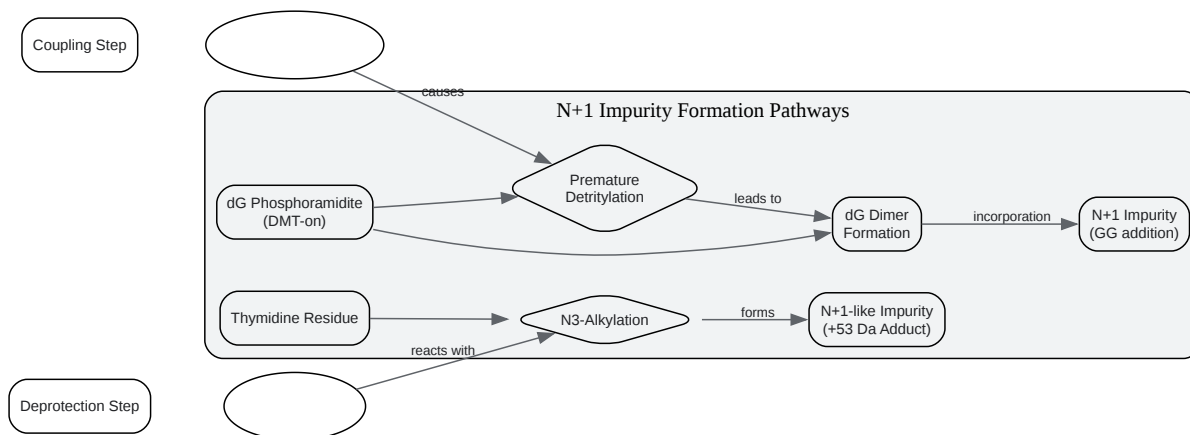 Coupling Step
causes
N+1 Impurity Formation Pathways
Premature
Detritylation
dG Phosphoramidite
(DMT-on)
leads to
dG Dimer
Formation
incorporation
N+1 Impurity
(GG addition)
Thymidine Residue
N3-Alkylation
forms
N+1-like Impurity
(+53 Da Adduct)
reacts with
Deprotection Step